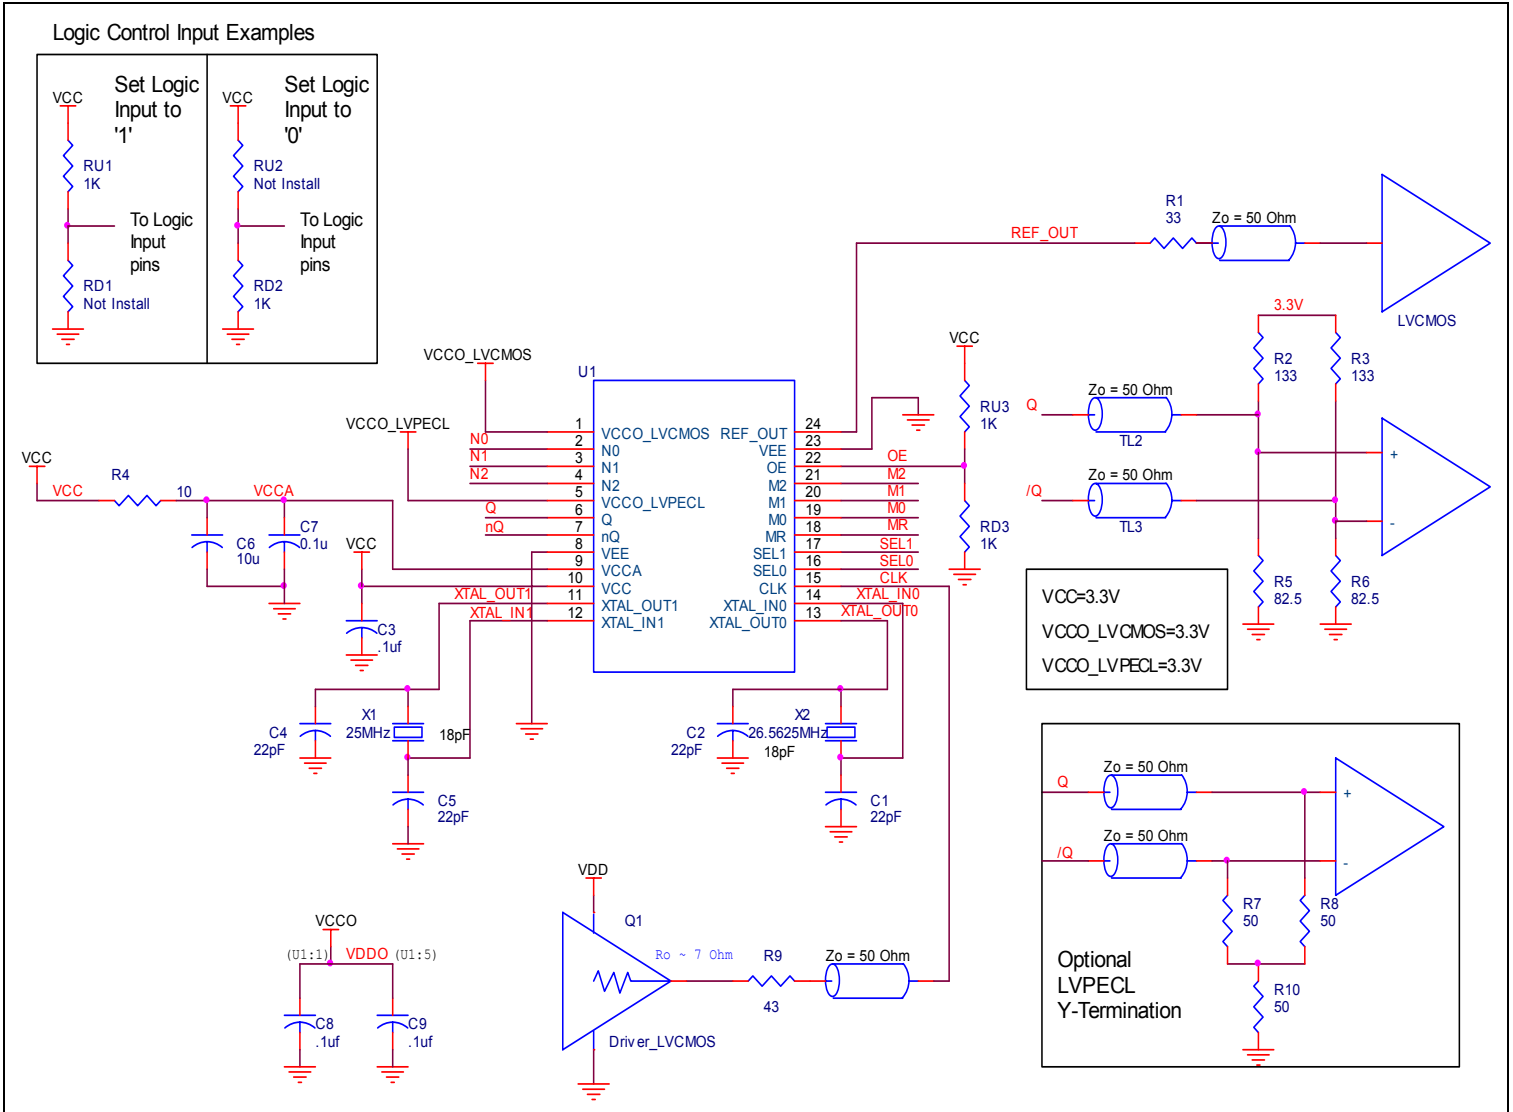 Logic Control Input Examples
Set Logic
Input to
'1'
VCC
RU1
1K
To Logic
Input
pins
RD1
Not Install
Set Logic
Input to
'0'
VCC
RU2
Not Install
To Logic
Input
pins
RD2
1K
R1
33
Zo = 50 Ohm
REF_OUT
LVCMOS
VCCO_LVCMOS
VCCO_LVPECL
U1
1 VCCO_LVCMOS
2 N0
3 N1
4 N2
5 VCCO_LVPECL
6 Q
7 nQ
8 VEE
9 VCCA
10 VCC
11 XTAL_OUT1
12 XTAL_IN1
REF_OUT 24
VEE 23
OE 22
M2 21
M1 20
M0 19
MR 18
SEL1 17
SEL0 16
CLK 15
XTAL_IN0 14
XTAL_OUT0 13
N0
N1
N2
Q
nQ
XTAL_OUT1
XTAL_IN1
OE
M2
M1
M0
MR
SEL1
SEL0
CLK
XTAL_IN0
XTAL_OUT0
VCC
VCC
R4
10
VCCA
C6
10u
C7
0.1u
VCC
C3
.1uf
VCC
RU3
1K
RD3
1K
3.3V
R2
133
R3
133
Q
Zo = 50 Ohm
TL2
/Q
Zo = 50 Ohm
TL3
+
-
R5
82.5
R6
82.5
VCC=3.3V
VCCO_LVCMOS=3.3V
VCCO_LVPECL=3.3V
C4
22pF
X1
25MHz
18pF
C5
22pF
C2
22pF
X2
26.5625MHz
18pF
C1
22pF
Q
Zo = 50 Ohm
/Q
Zo = 50 Ohm
+
-
R7
50
R8
50
R10
50
Optional
LVPECL
Y-Termination
VCCO
(U1:1) VDDO (U1:5)
C8
.1uf
C9
.1uf
VDD
Q1
Ro ~ 7 Ohm
R9
43
Zo = 50 Ohm
Driver_LVCMOS